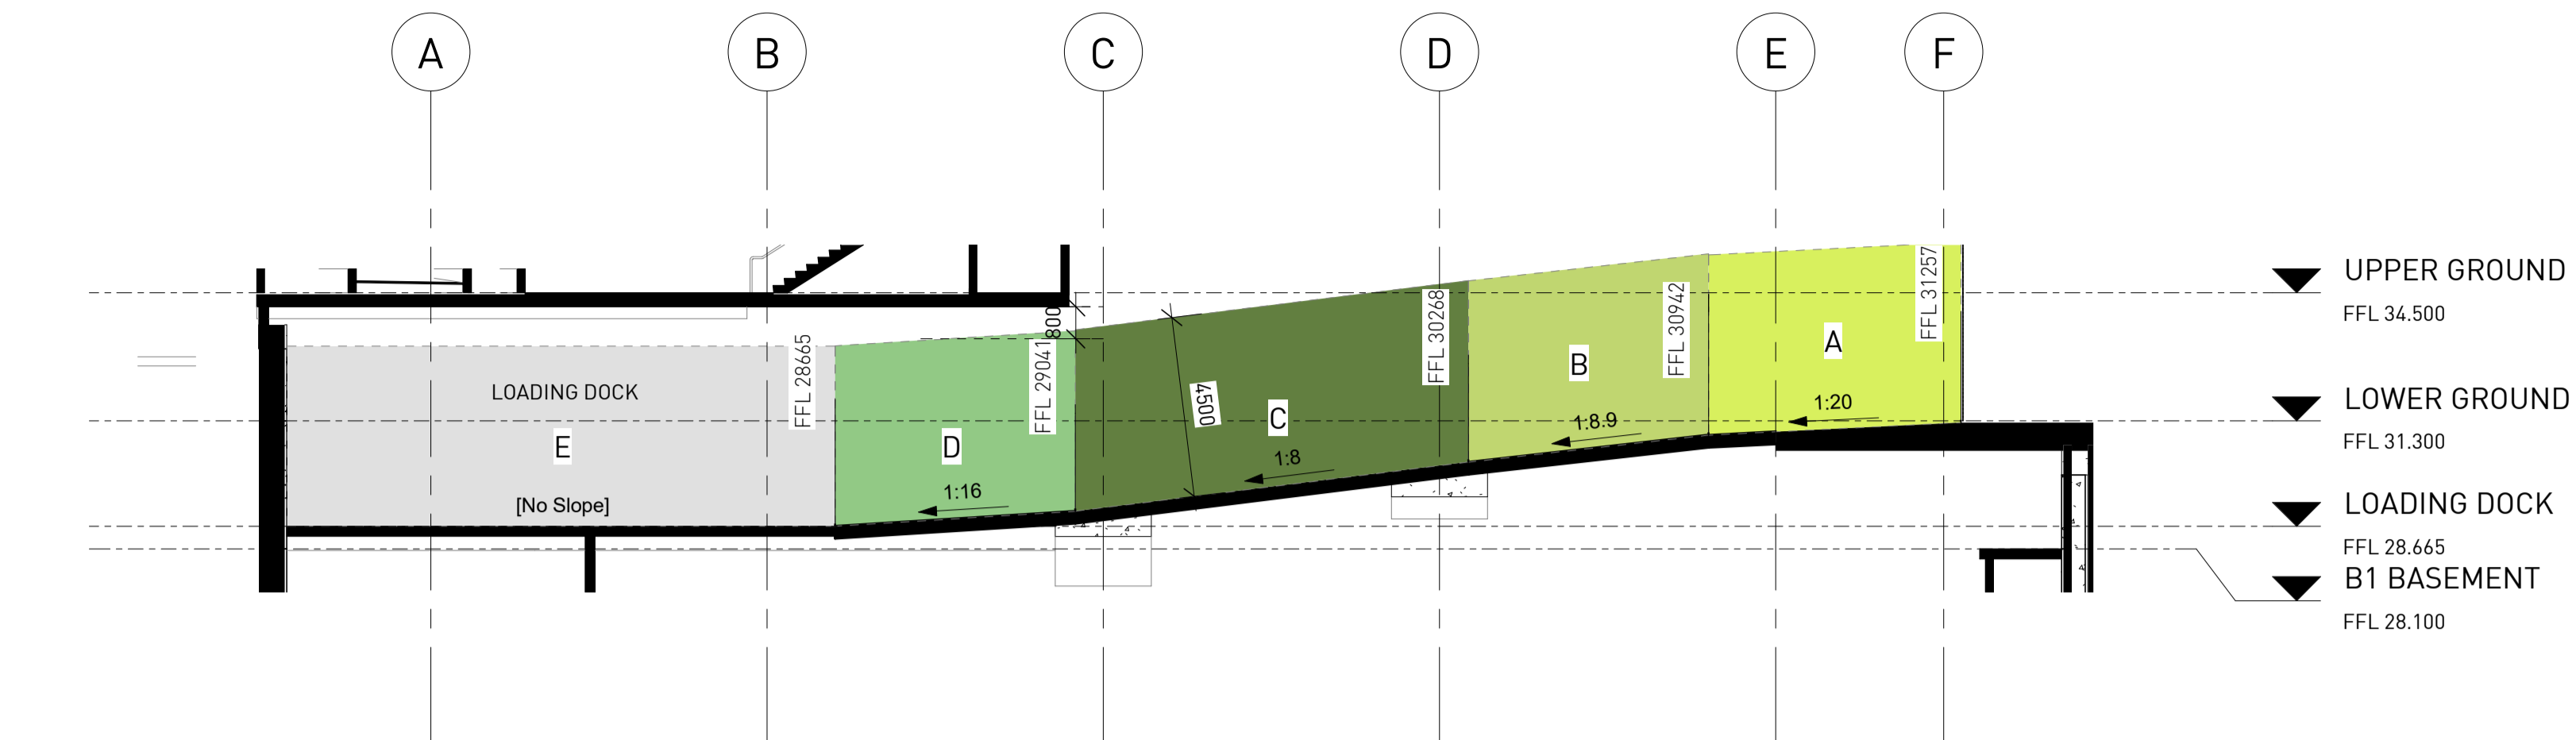 A
B
C
D
E
F
UPPER GROUND
FFL 34.500
LOWER GROUND
FFL 31.300
LOADING DOCK
FFL 28.665
B1 BASEMENT
FFL 28.100
LOADING DOCK
E
[No Slope]
FFL 28665
D
1:16
FFL 29041
800
4500
C
1:8
FFL 30268
B
1:8.9
FFL 30942
A
1:20
FFL 31257